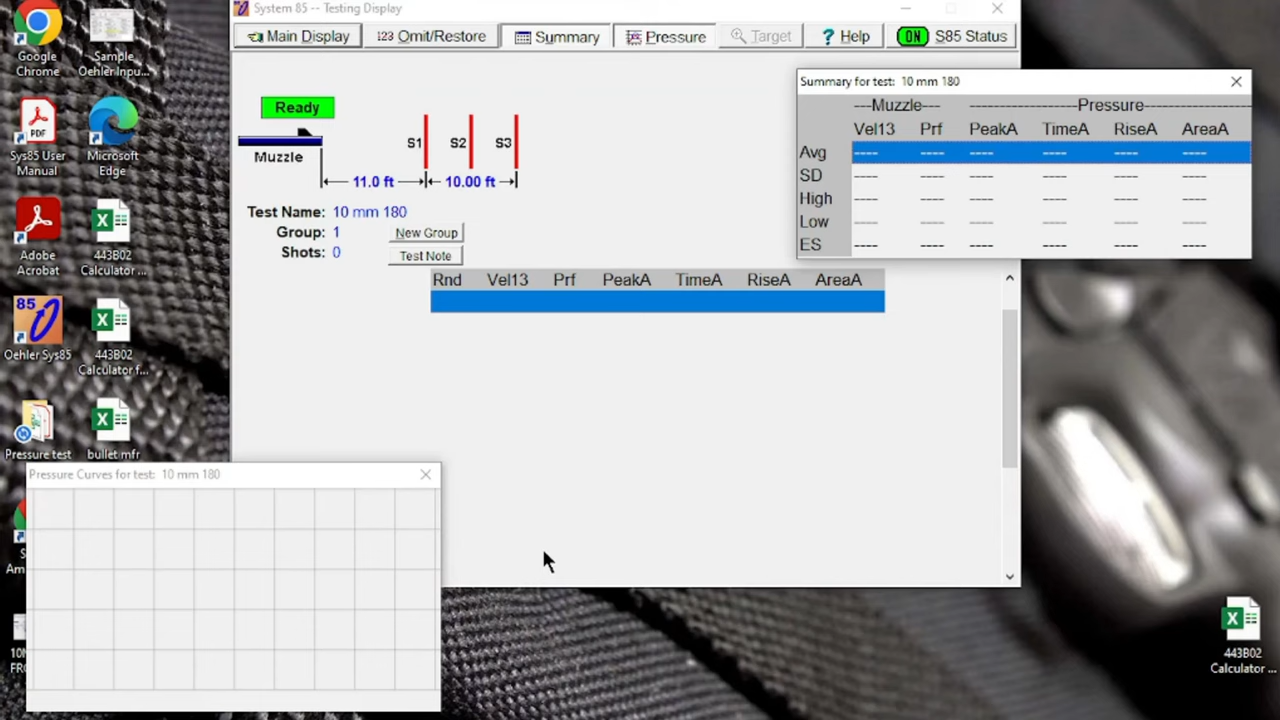 System 85 -- Testing Display
Main Display
123 Omit/Restore
Summary
Pressure
Target
? Help
ON S85 Status
Ready
Muzzle
S1
S2
S3
11.0 ft
10.00 ft
Test Name: 10 mm 180
Group: 1
New Group
Shots: 0
Test Note
Rnd Vel13 Prf PeakA TimeA RiseA AreaA
Summary for test: 10 mm 180
---Muzzle--- ----------------------Pressure----------------------
Vel13 Prf PeakA TimeA RiseA AreaA
Avg ---- ---- ---- ---- ---- ----
SD ---- ---- ---- ---- ---- ----
High ---- ---- ---- ---- ---- ----
Low ---- ---- ---- ---- ---- ----
ES ---- ---- ---- ---- ---- ----
Pressure Curves for test: 10 mm 180
Google
Chrome
Sample
Oehler Inpu...
PDF
Sys85 User
Manual
Microsoft
Edge
Adobe
Acrobat
443B02
Calculator ...
85
Oehler Sys85
443B02
Calculator f...
Pressure test
bullet mfr
443B02
Calculator ...